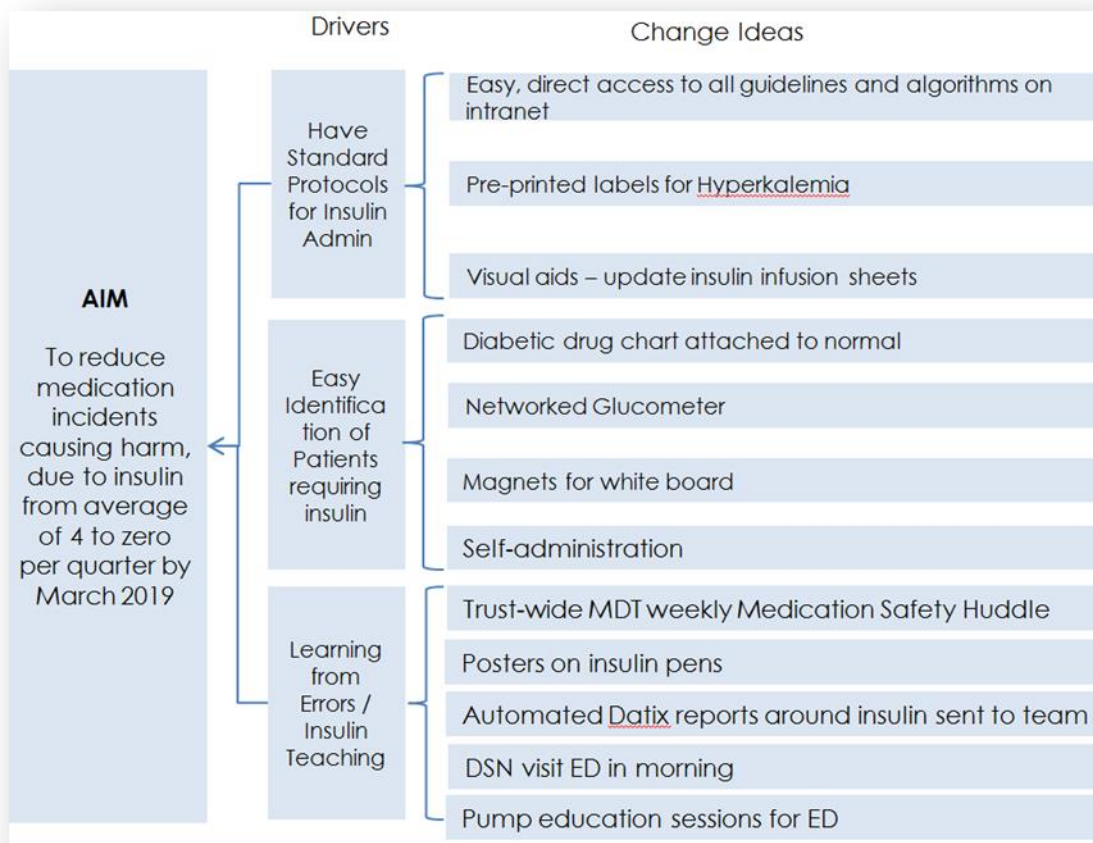 Drivers
Change Ideas
AIM
To reduce
medication
incidents
causing harm,
due to insulin
from average
of 4 to zero
per quarter by
March 2019
Have
Standard
Protocols
for Insulin
Admin
Easy, direct access to all guidelines and algorithms on
intranet
Pre-printed labels for Hyperkalemia
Visual aids – update insulin infusion sheets
Easy
Identifica
tion of
Patients
requiring
insulin
Diabetic drug chart attached to normal
Networked Glucometer
Magnets for white board
Self-administration
Learning
from
Errors /
Insulin
Teaching
Trust-wide MDT weekly Medication Safety Huddle
Posters on insulin pens
Automated Datix reports around insulin sent to team
DSN visit ED in morning
Pump education sessions for ED